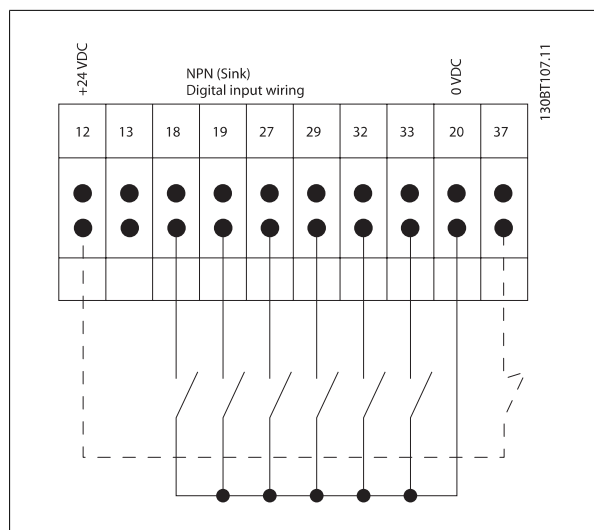 +24 VDC
NPN (Sink)
Digital input wiring
0 VDC
130BT107.11
12 13 18 19 27 29 32 33 20 37